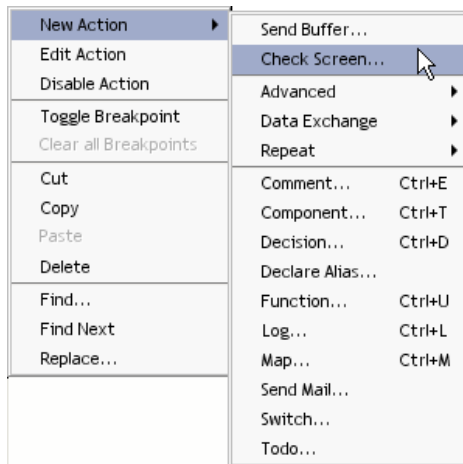 New Action
Edit Action
Disable Action
Toggle Breakpoint
Clear all Breakpoints
Cut
Copy
Paste
Delete
Find...
Find Next
Replace...
Send Buffer...
Check Screen...
Advanced
Data Exchange
Repeat
Comment... Ctrl+E
Component... Ctrl+T
Decision... Ctrl+D
Declare Alias...
Function... Ctrl+U
Log... Ctrl+L
Map... Ctrl+M
Send Mail...
Switch...
Todo...